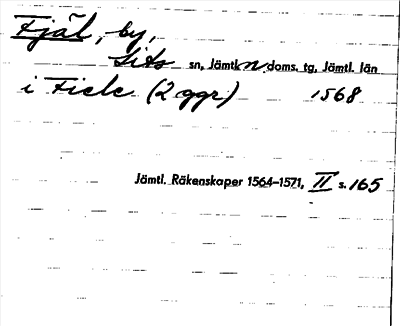 Fjäl, by,
Lits sn, Jämtl. n. doms. tg, Jämtl. län
i Fiele (2 ggr) 1568
Jämtl. Räkenskaper 1564–1571, II s. 165